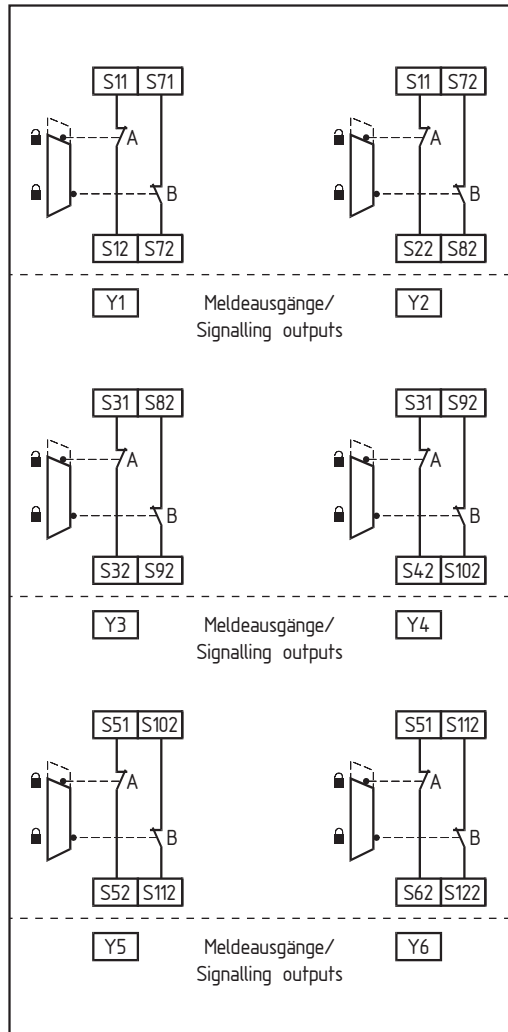 S11 S71 S11 S72
A A
B B
S12 S72 S22 S82
Y1 Meldeausgänge/ Y2
Signalling outputs
S31 S82 S31 S92
A A
B B
S32 S92 S42 S102
Y3 Meldeausgänge/ Y4
Signalling outputs
S51 S102 S51 S112
A A
B B
S52 S112 S62 S122
Y5 Meldeausgänge/ Y6
Signalling outputs